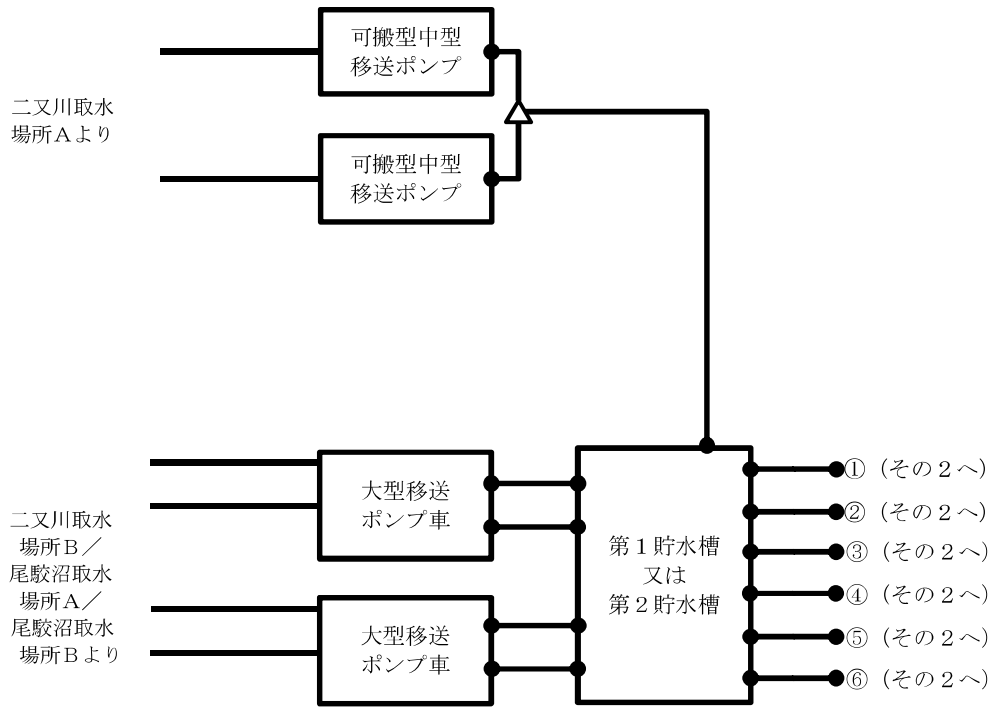 可搬型中型
移送ポンプ
二又川取水
場所Aより
可搬型中型
移送ポンプ
大型移送
ポンプ車
二又川取水
場所B/
尾駮沼取水
場所A/
尾駮沼取水
場所Bより
大型移送
ポンプ車
第1貯水槽
又は
第2貯水槽
①(その2へ)
②(その2へ)
③(その2へ)
④(その2へ)
⑤(その2へ)
⑥(その2へ)